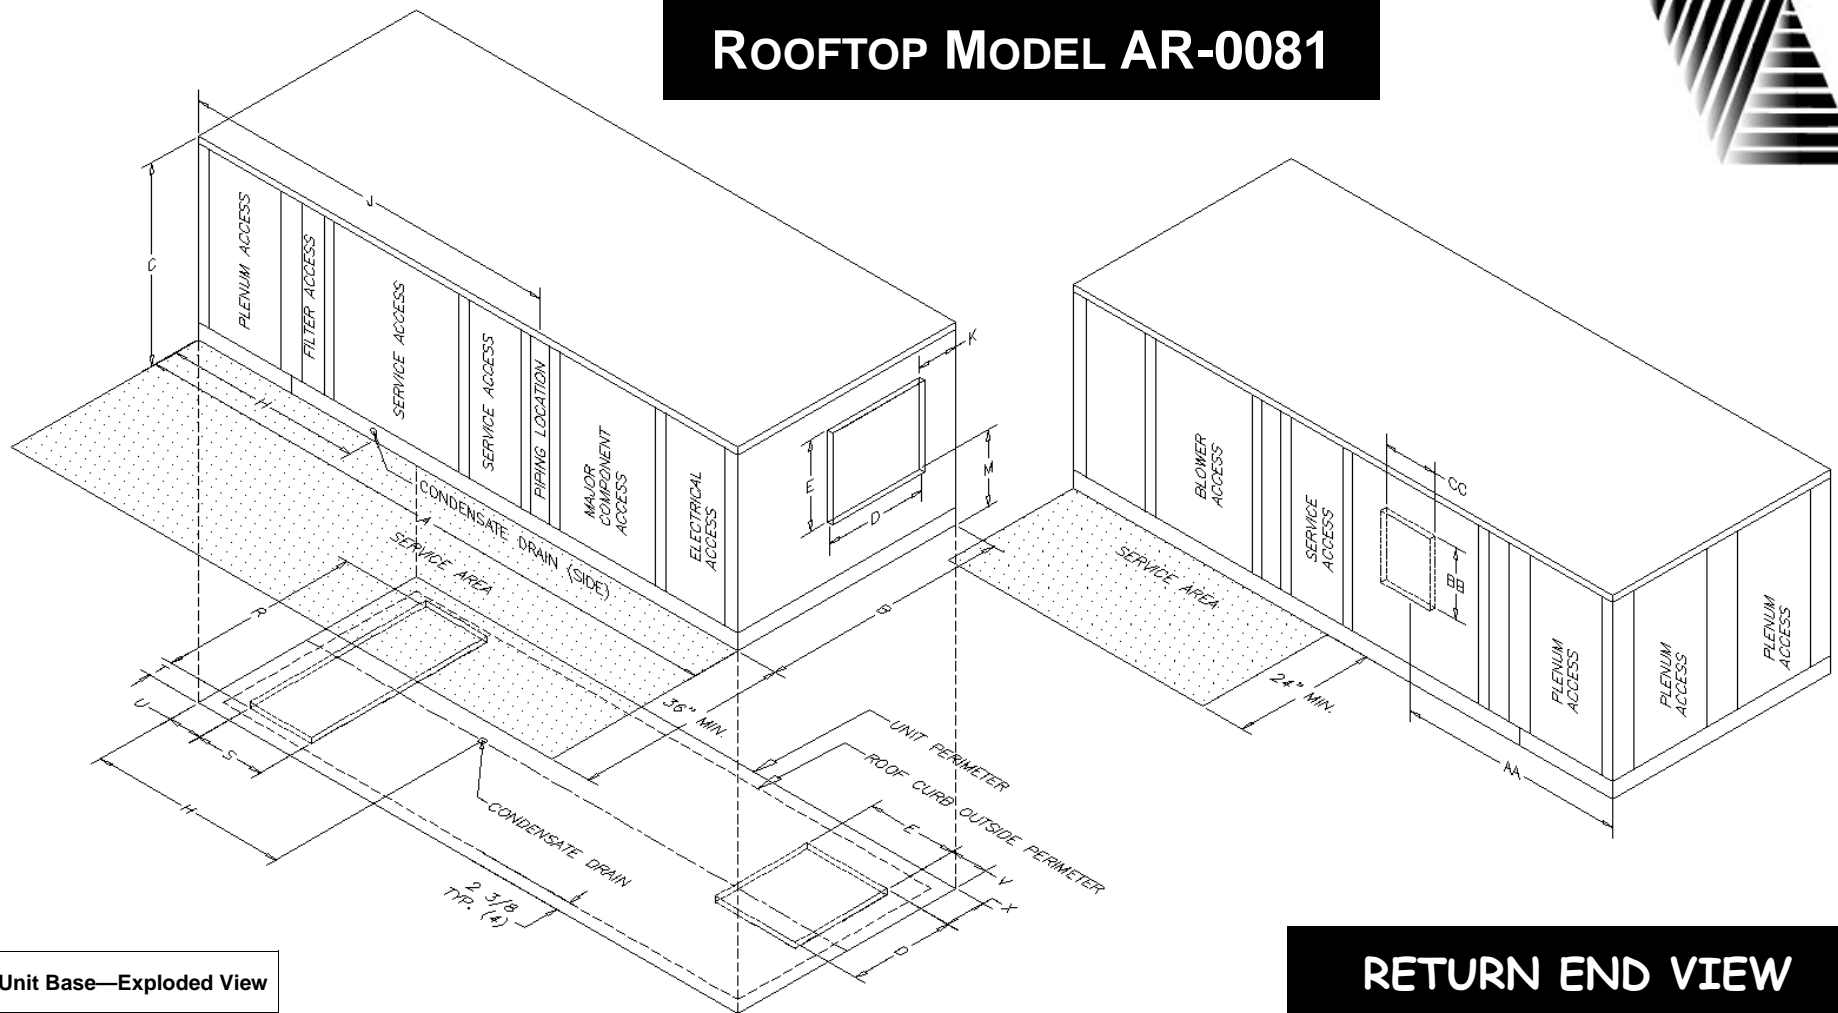 ROOFTOP MODEL AR-0081
C
J
K
PLENUM ACCESS
FILTER ACCESS
SERVICE ACCESS
SERVICE ACCESS
PIPING LOCATION
MAJOR
COMPONENT
ACCESS
ELECTRICAL
ACCESS
E
D
M
H
A
B
CONDENSATE DRAIN (SIDE)
SERVICE AREA
36" MIN.
R
U
S
H
CONDENSATE DRAIN
2 3/8
TYP. (4)
UNIT PERIMETER
ROOF CURB OUTSIDE PERIMETER
E
V
X
D
BLOWER
ACCESS
SERVICE
ACCESS
CC
BB
AA
SERVICE AREA
24" MIN.
PLENUM
ACCESS
PLENUM
ACCESS
PLENUM
ACCESS
Unit Base—Exploded View
RETURN END VIEW